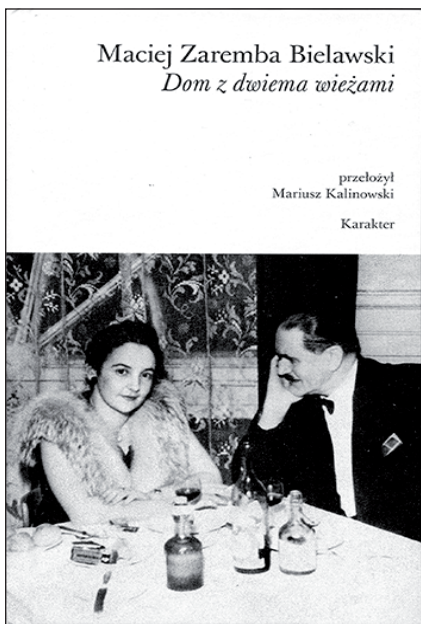 Maciej Zaremba Bielawski
Dom z dwiema wieżami
przełożył
Mariusz Kalinowski
Karakter